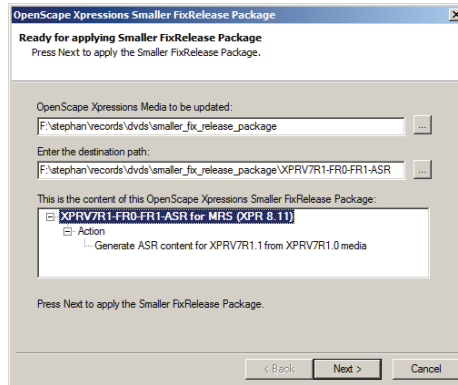 OpenScape Xpressions Smaller FixRelease Package
Ready for applying Smaller FixRelease Package
Press Next to apply the Smaller FixRelease Package.
OpenScape Xpressions Media to be updated:
F:\stephan\records\dvds\smaller_fix_release_package
...
Enter the destination path:
F:\stephan\records\dvds\smaller_fix_release_package\XPRV7R1-FR0-FR1-ASR
...
This is the content of this OpenScape Xpressions Smaller FixRelease Package:
XPRV7R1-FR0-FR1-ASR for MRS (XPR 8.11)
Action
Generate ASR content for XPRV7R1.1 from XPRV7R1.0 media
Press Next to apply the Smaller FixRelease Package.
< Back Next > Cancel